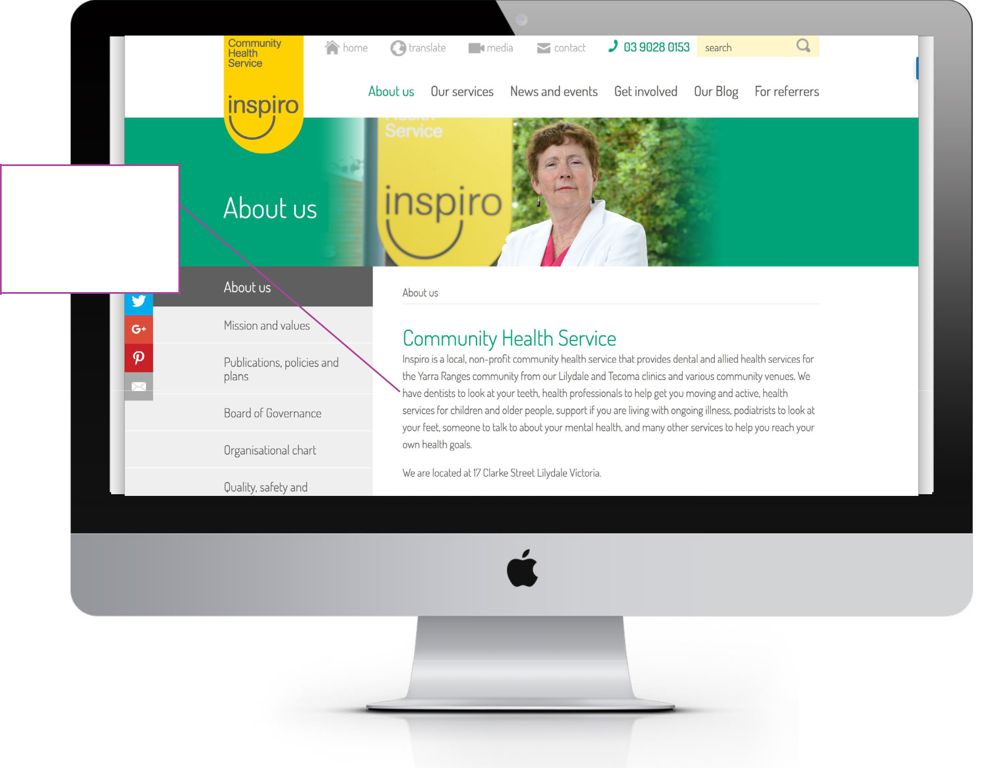 Community
Health
Service
inspiro
home
translate
media
contact
03 9028 0153
search
About us
Our services
News and events
Get involved
Our Blog
For referrers
Health
Service
inspiro
About us
About us
Mission and values
Publications, policies and
plans
Board of Governance
Organisational chart
Quality, safety and
G+
About us
Community Health Service
Inspiro is a local, non-profit community health service that provides dental and allied health services for
the Yarra Ranges community from our Lilydale and Tecoma clinics and various community venues. We
have dentists to look at your teeth, health professionals to help get you moving and active, health
services for children and older people, support if you are living with ongoing illness, podiatrists to look at
your feet, someone to talk to about your mental health, and many other services to help you reach your
own health goals.
We are located at 17 Clarke Street Lilydale Victoria.